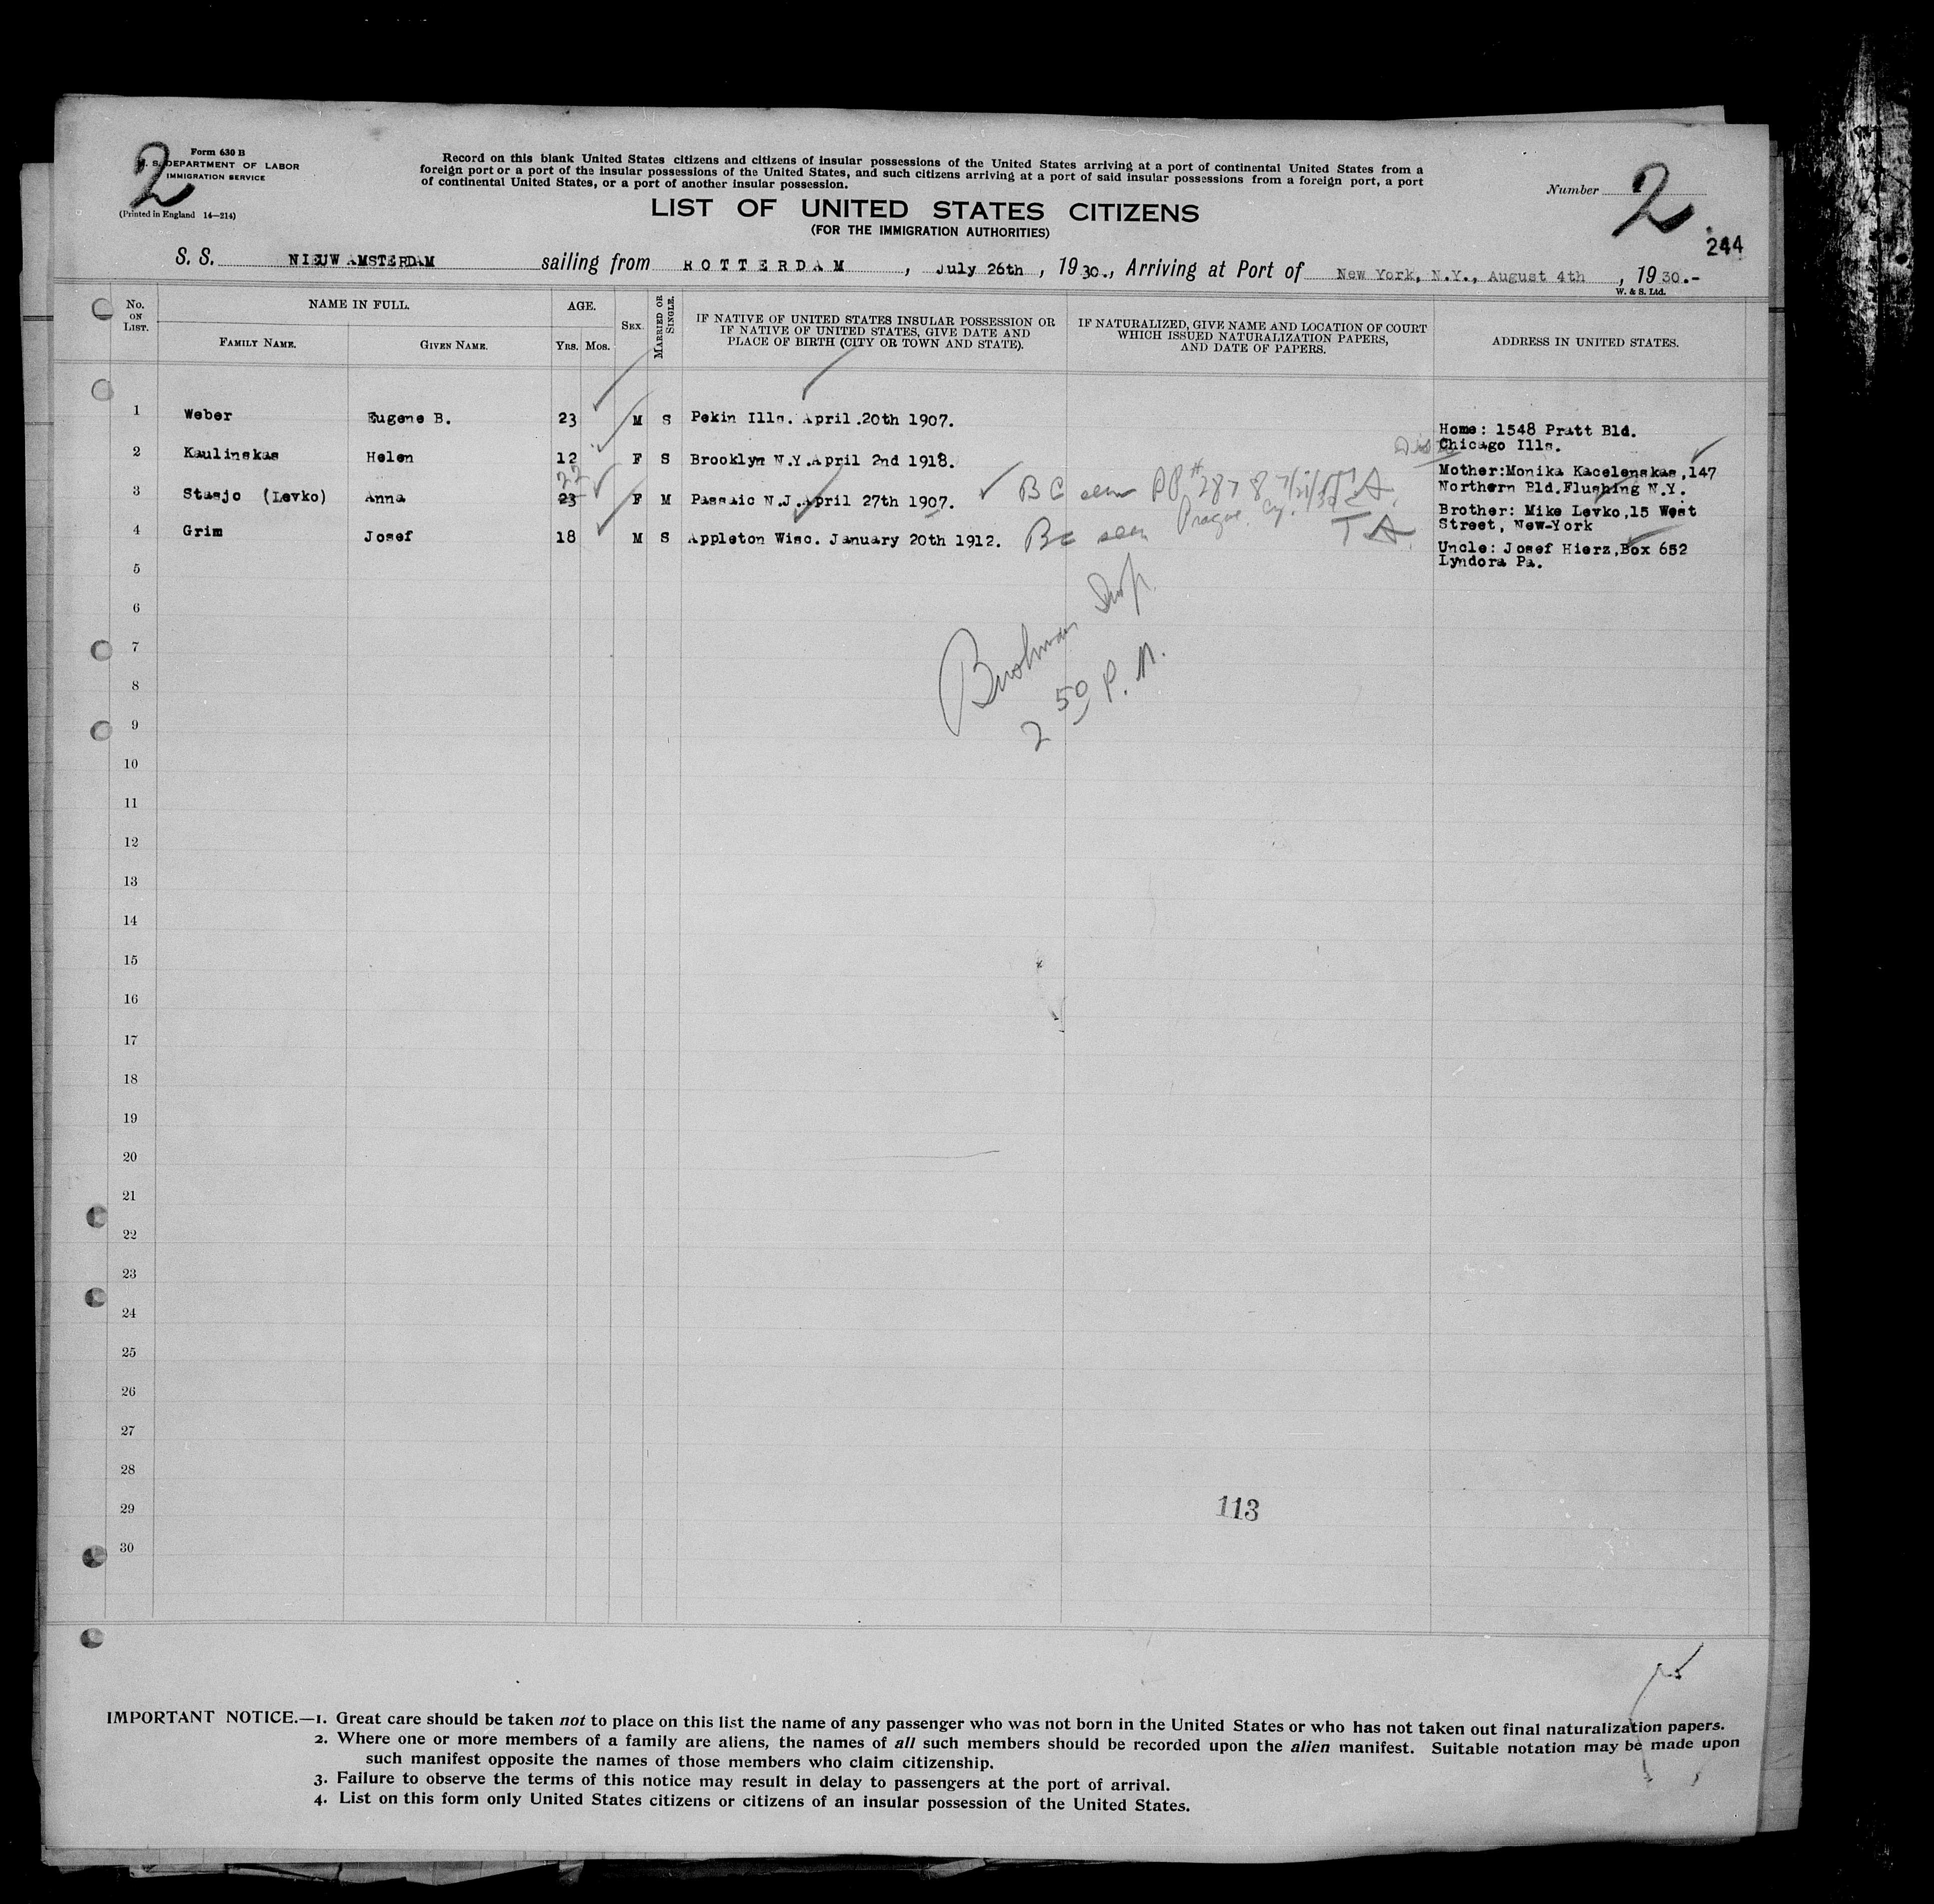 Form 630 B
U. S. DEPARTMENT OF LABOR
IMMIGRATION SERVICE
(Printed in England 14—214)
2
Record on this blank United States citizens and citizens of insular possessions of the United States arriving at a port of continental United States from a
foreign port or a port of the insular possessions of the United States, and such citizens arriving at a port of said insular possessions from a foreign port, a port
of continental United States, or a port of another insular possession.
Number 2
LIST OF UNITED STATES CITIZENS
(FOR THE IMMIGRATION AUTHORITIES)
244
S. S. NIEUW AMSTERDAM sailing from ROTTERDAM, July 26th, 1930., Arriving at Port of New York, N.Y., August 4th, 1930.-
W. & S. Ltd.
No. ON LIST.
NAME IN FULL.
FAMILY NAME.
GIVEN NAME.
AGE.
YRS. MOS.
SEX.
MARRIED OR SINGLE.
IF NATIVE OF UNITED STATES INSULAR POSSESSION OR
IF NATIVE OF UNITED STATES, GIVE DATE AND
PLACE OF BIRTH (CITY OR TOWN AND STATE).
IF NATURALIZED, GIVE NAME AND LOCATION OF COURT
WHICH ISSUED NATURALIZATION PAPERS,
AND DATE OF PAPERS.
ADDRESS IN UNITED STATES.
1 Weber Eugene B. 23 M S Pekin Ills. April.20th 1907.
Home: 1548 Pratt Bld.
Chicago Ills.
2 Kaulinskas Helen 12 F S Brooklyn N.Y.April 2nd 1918.
Mother:Monika Kacelenskas,147
Northern Bld.Flushing N.Y.
22
3 Stasjo (Levko) Anna 23 F M Passaic N.J.April 27th 1907. BC seen PP #2878 7/21/30 TA
Prague
Brother: Mike Levko,15 West
Street, New-York
4 Grim Josef 18 M S Appleton Wisc. January 20th 1912. BC seen TA
Uncle: Josef Hierz,Box 652
Lyndora Pa.
5
6
7
Insp.
8
2 50 P. M.
9
10
11
12
13
14
15
16
17
18
19
20
21
22
23
24
25
26
27
28
29
113
30
IMPORTANT NOTICE.—1. Great care should be taken not to place on this list the name of any passenger who was not born in the United States or who has not taken out final naturalization papers.
2. Where one or more members of a family are aliens, the names of all such members should be recorded upon the alien manifest. Suitable notation may be made upon
such manifest opposite the names of those members who claim citizenship.
3. Failure to observe the terms of this notice may result in delay to passengers at the port of arrival.
4. List on this form only United States citizens or citizens of an insular possession of the United States.